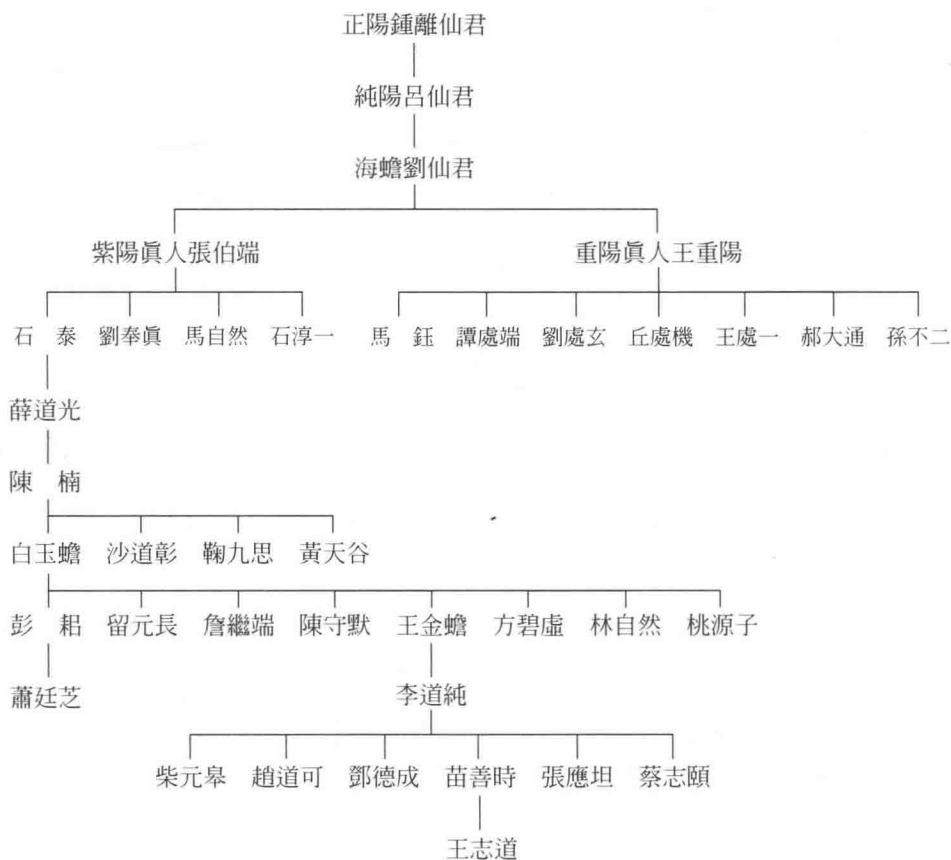 正陽鍾離仙君
純陽呂仙君
海蟾劉仙君
紫陽眞人張伯端 重陽眞人王重陽
石 泰 劉奉眞 馬自然 石淳一 馬 鈺 譚處端 劉處玄 丘處機 王處一 郝大通 孫不二
薛道光
陳 楠
白玉蟾 沙道彰 鞠九思 黃天谷
彭 耜 留元長 詹繼端 陳守默 王金蟾 方碧虛 林自然 桃源子
蕭廷芝 李道純
柴元皋 趙道可 鄧德成 苗善時 張應坦 蔡志頤
王志道